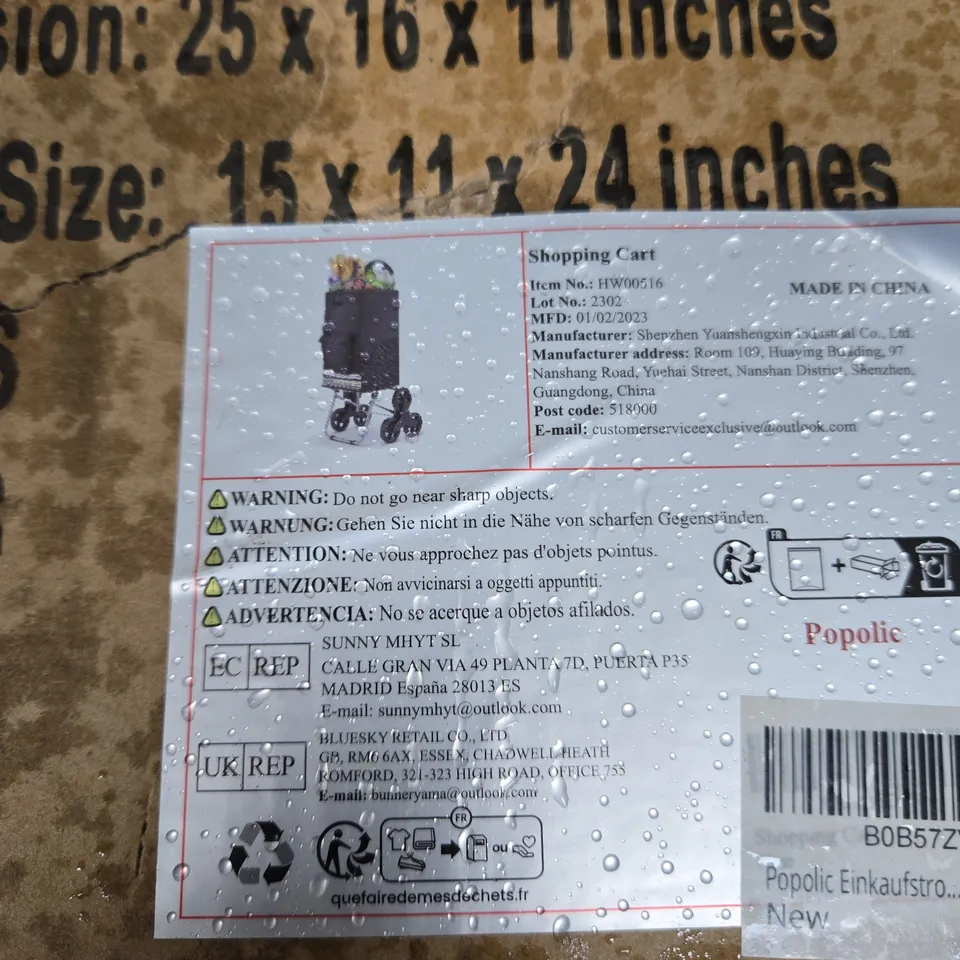 sion: 25 x 16 x 11 inches
Size: 15 x 11 x 24 inches
Shopping Cart
Item No.: HW00516
Lot No.: 2302
MFD: 01/02/2023
MADE IN CHINA
Manufacturer: Shenzhen Yuanshengxin Industrial Co., Ltd.
Manufacturer address: Room 109, Huaying Building, 97
Nanshang Road, Yuehai Street, Nanshan District, Shenzhen,
Guangdong, China
Post code: 518000
E-mail: customerserviceexclusive@outlook.com
WARNING: Do not go near sharp objects.
WARNUNG: Gehen Sie nicht in die Nähe von scharfen Gegenständen.
ATTENTION: Ne vous approchez pas d'objets pointus.
ATTENZIONE: Non avvicinarsi a oggetti appuntiti.
ADVERTENCIA: No se acerque a objetos afilados.
FR
+
Popolic
EC REP
SUNNY MHYT SL
CALLE GRAN VIA 49 PLANTA 7D, PUERTA P35
MADRID España 28013 ES
E-mail: sunnymhyt@outlook.com
UK REP
BLUESKY RETAIL CO., LTD
GB, RM6 6AX, ESSEX, CHADWELL HEATH
ROMFORD, 321-323 HIGH ROAD, OFFICE 755
E-mail: bunneryama@outlook.com
FR
ou
quefairedemesdechets.fr
Shopping C
B0B57Z
Popolic Einkaufstro...
New